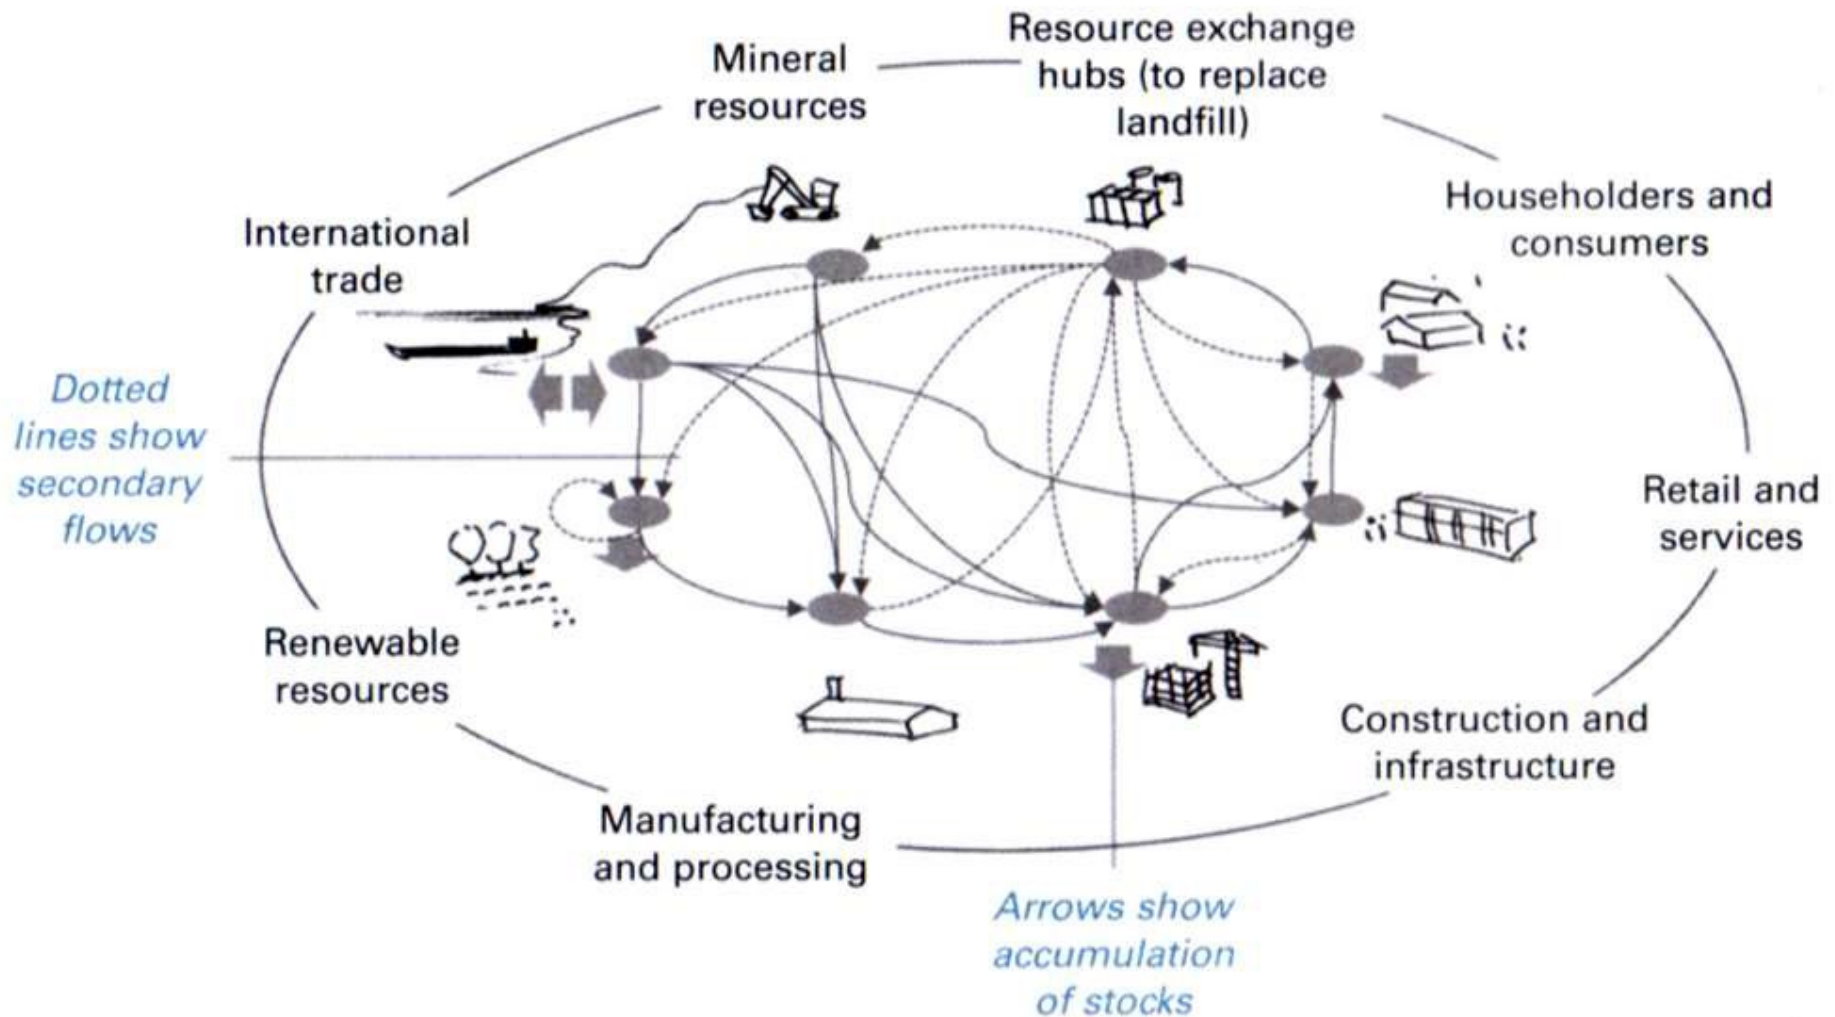 Mineral
resources
Resource exchange
hubs (to replace
landfill)
Householders and
consumers
International
trade
Dotted
lines show
secondary
flows
Retail and
services
Renewable
resources
Construction and
infrastructure
Manufacturing
and processing
Arrows show
accumulation
of stocks